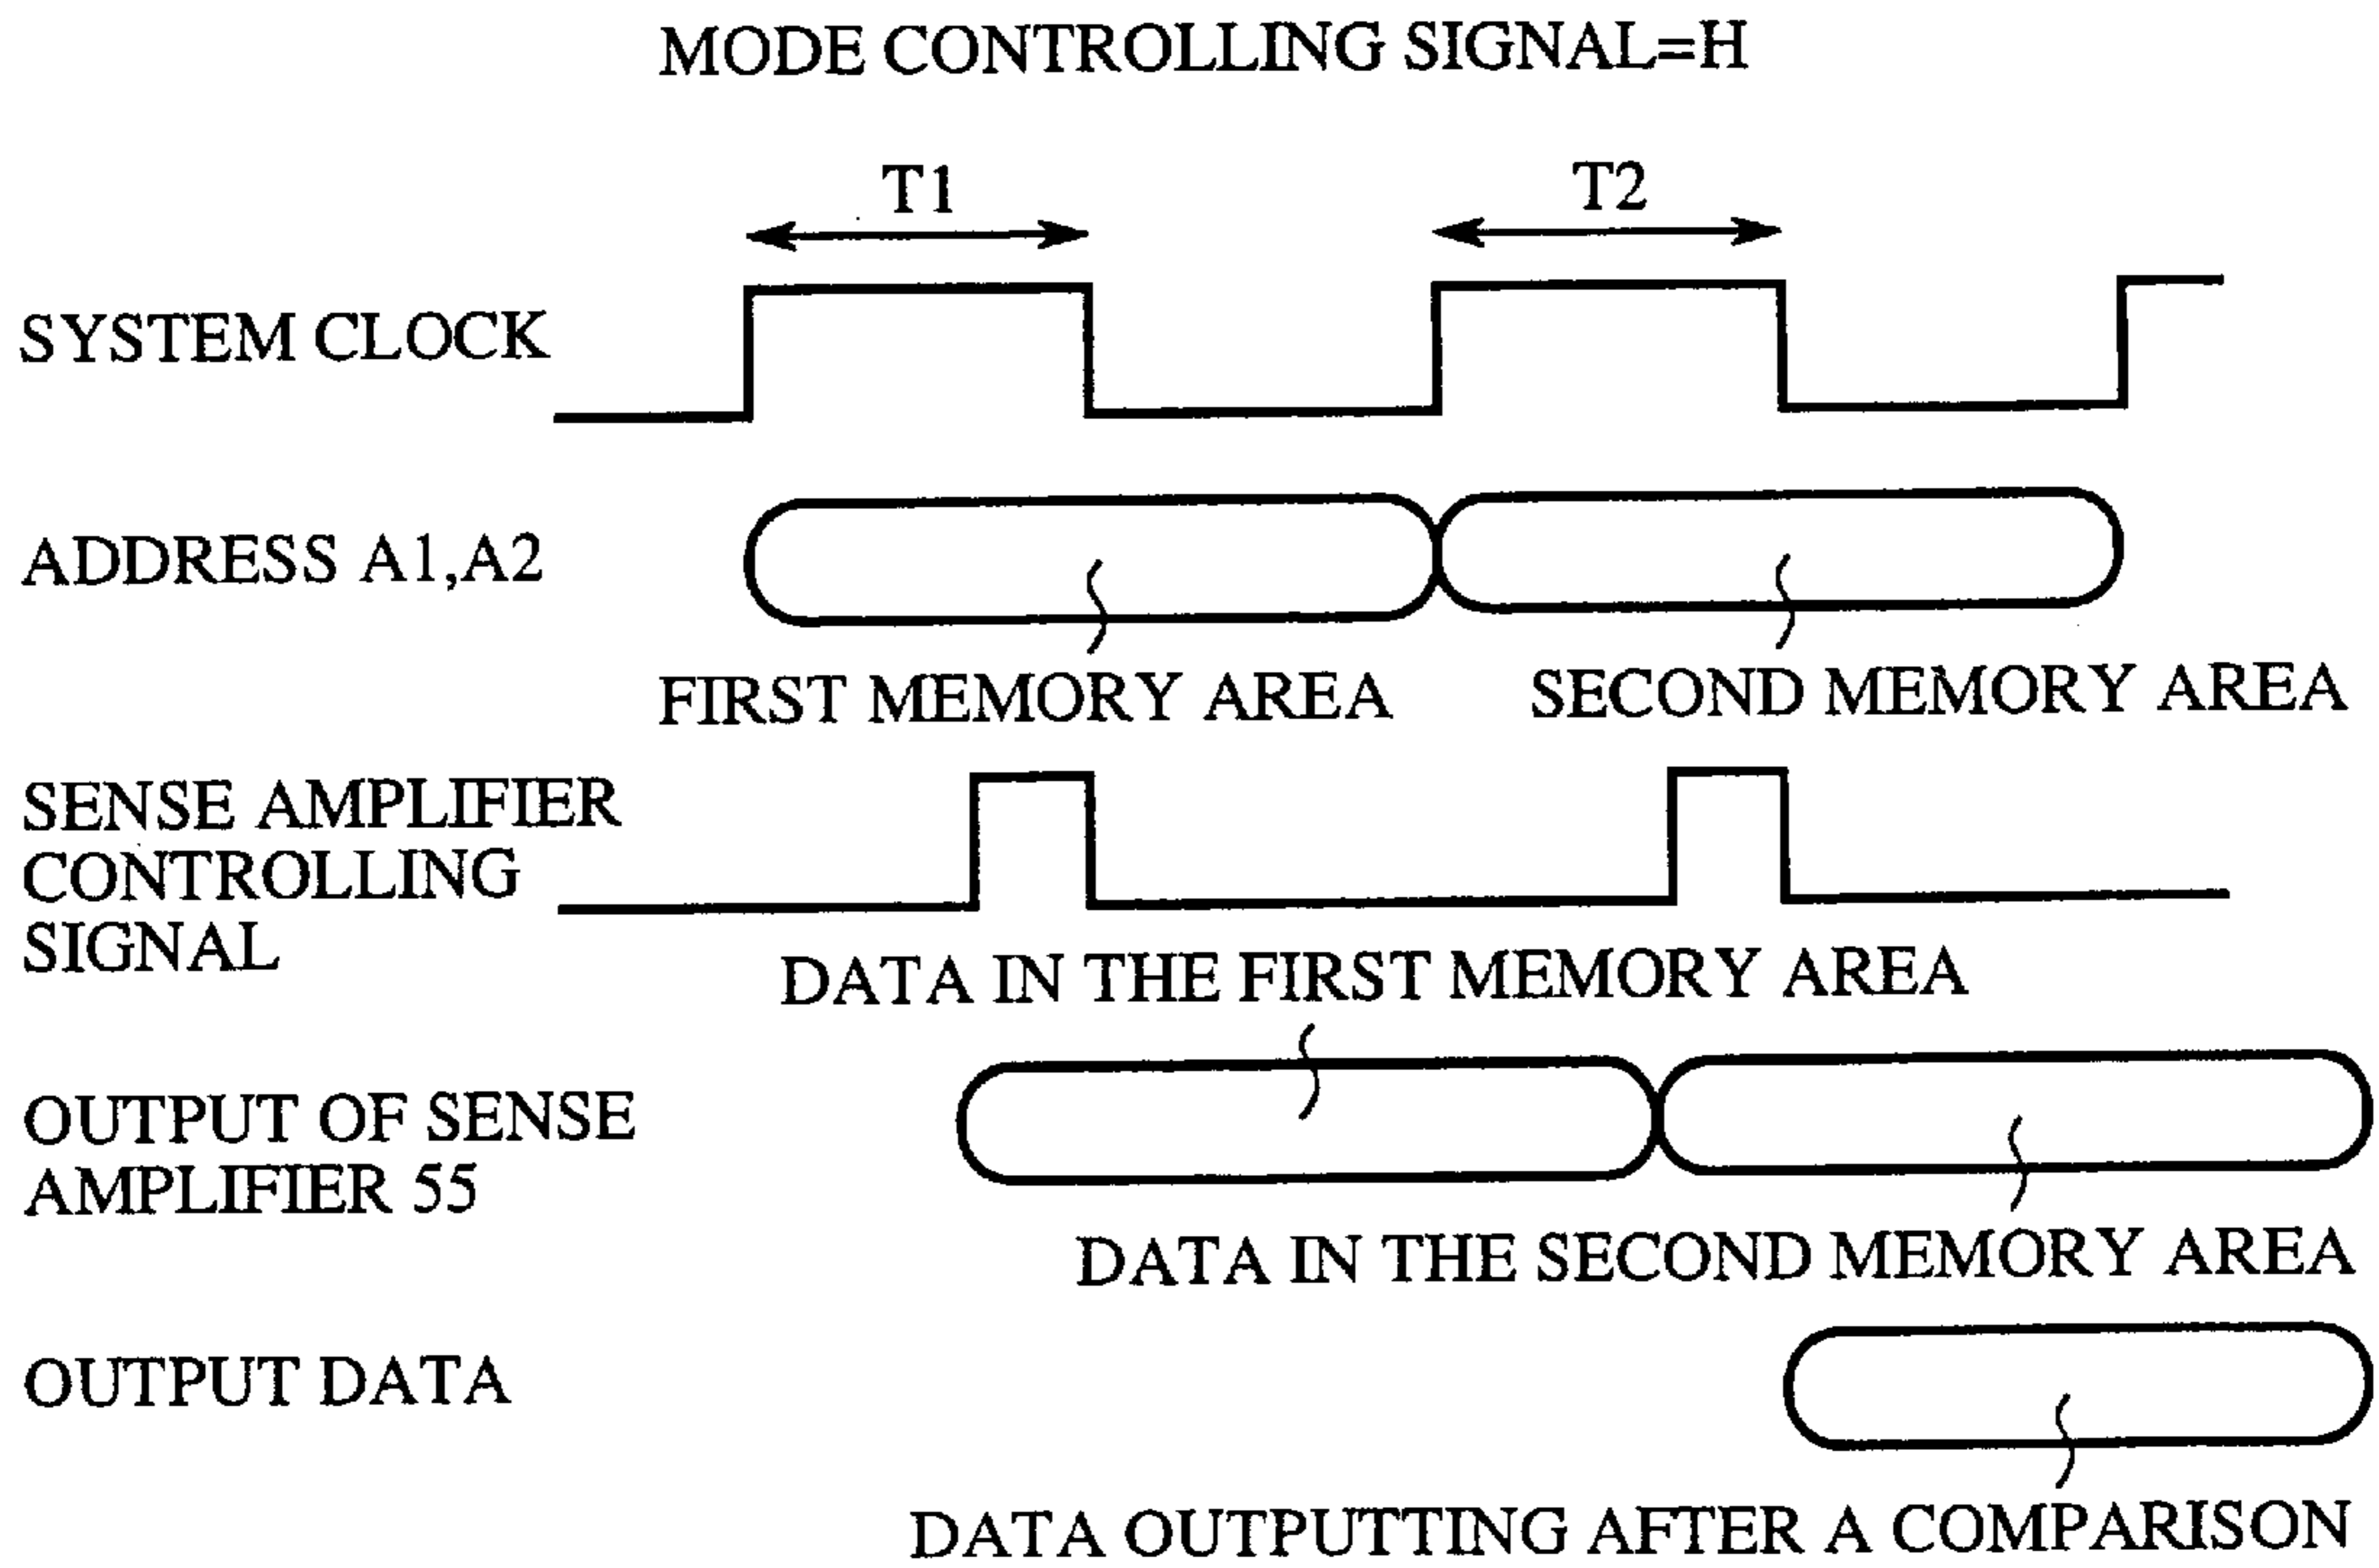 MODE CONTROLLING SIGNAL=H
T1
T2
SYSTEM CLOCK
ADDRESS A1,A2
FIRST MEMORY AREA
SECOND MEMORY AREA
SENSE AMPLIFIER
CONTROLLING
SIGNAL
DATA IN THE FIRST MEMORY AREA
OUTPUT OF SENSE
AMPLIFIER 55
DATA IN THE SECOND MEMORY AREA
OUTPUT DATA
DATA OUTPUTTING AFTER A COMPARISON